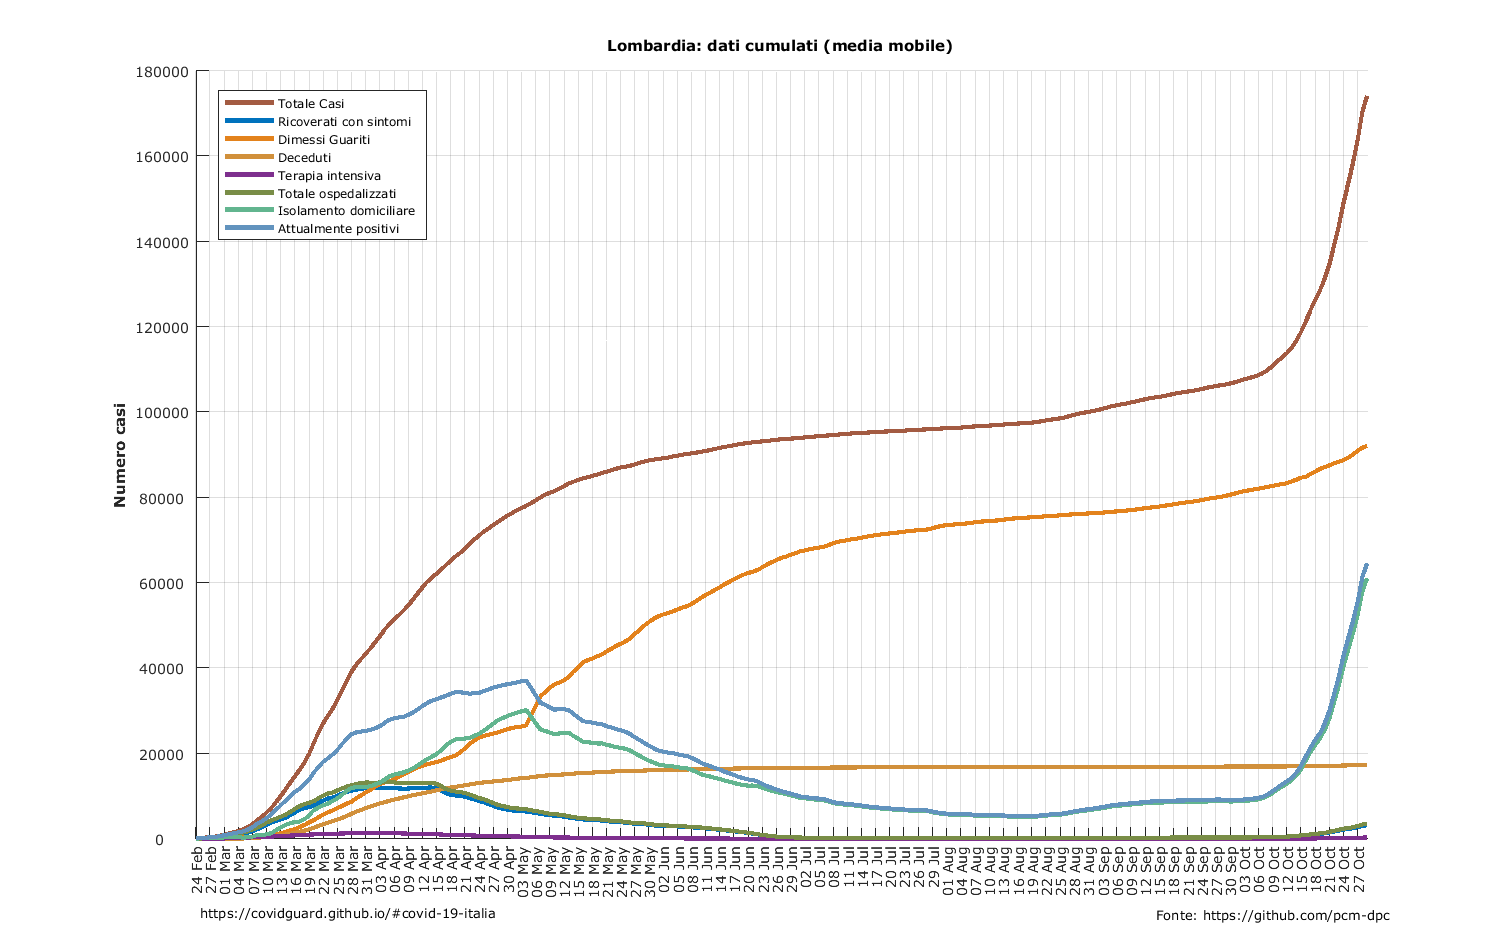 Lombardia: dati cumulati (media mobile)
180000
160000
140000
120000
100000
80000
60000
40000
20000
0
Numero casi
Totale Casi
Ricoverati con sintomi
Dimessi Guariti
Deceduti
Terapia intensiva
Totale ospedalizzati
Isolamento domiciliare
Attualmente positivi
24 Feb
27 Feb
01 Mar
04 Mar
07 Mar
10 Mar
13 Mar
16 Mar
19 Mar
22 Mar
25 Mar
28 Mar
31 Mar
03 Apr
06 Apr
09 Apr
12 Apr
15 Apr
18 Apr
21 Apr
24 Apr
27 Apr
30 Apr
03 May
06 May
09 May
12 May
15 May
18 May
21 May
24 May
27 May
30 May
02 Jun
05 Jun
08 Jun
11 Jun
14 Jun
17 Jun
20 Jun
23 Jun
26 Jun
29 Jun
02 Jul
05 Jul
08 Jul
11 Jul
14 Jul
17 Jul
20 Jul
23 Jul
26 Jul
29 Jul
01 Aug
04 Aug
07 Aug
10 Aug
13 Aug
16 Aug
19 Aug
22 Aug
25 Aug
28 Aug
31 Aug
03 Sep
06 Sep
09 Sep
12 Sep
15 Sep
18 Sep
21 Sep
24 Sep
27 Sep
30 Sep
03 Oct
06 Oct
09 Oct
12 Oct
15 Oct
18 Oct
21 Oct
24 Oct
27 Oct
https://covidguard.github.io/#covid-19-italia
Fonte: https://github.com/pcm-dpc